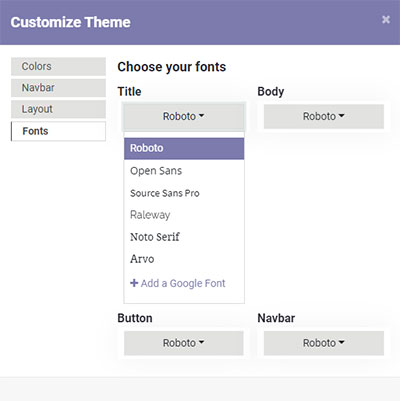 Customize Theme ×
Colors
Navbar
Layout
Fonts
Choose your fonts
Title
Roboto
Roboto
Open Sans
Source Sans Pro
Raleway
Noto Serif
Arvo
+ Add a Google Font
Body
Roboto
Button
Roboto
Navbar
Roboto